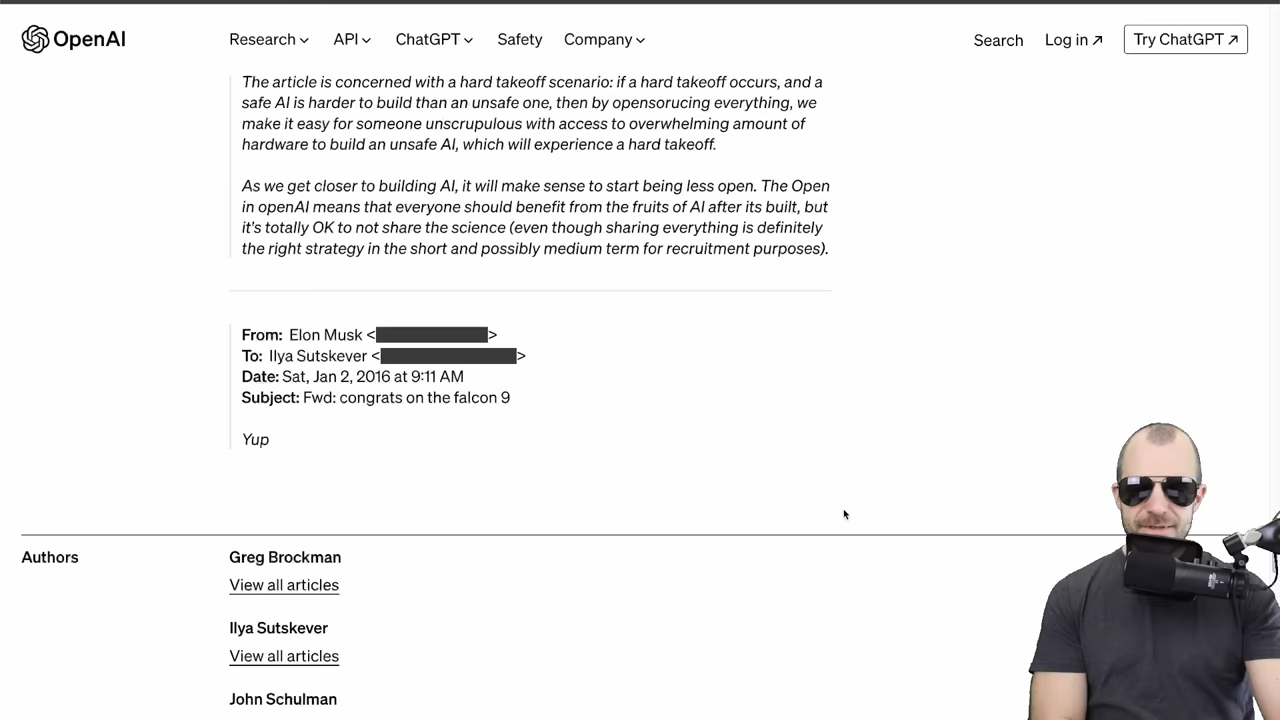 OpenAI
Research API ChatGPT Safety Company Search Log in ↗ Try ChatGPT ↗
The article is concerned with a hard takeoff scenario: if a hard takeoff occurs, and a
safe AI is harder to build than an unsafe one, then by opensorucing everything, we
make it easy for someone unscrupulous with access to overwhelming amount of
hardware to build an unsafe AI, which will experience a hard takeoff.
As we get closer to building AI, it will make sense to start being less open. The Open
in openAI means that everyone should benefit from the fruits of AI after its built, but
it's totally OK to not share the science (even though sharing everything is definitely
the right strategy in the short and possibly medium term for recruitment purposes).
From: Elon Musk < >
To: Ilya Sutskever < >
Date: Sat, Jan 2, 2016 at 9:11 AM
Subject: Fwd: congrats on the falcon 9
Yup
Authors
Greg Brockman
View all articles
Ilya Sutskever
View all articles
John Schulman